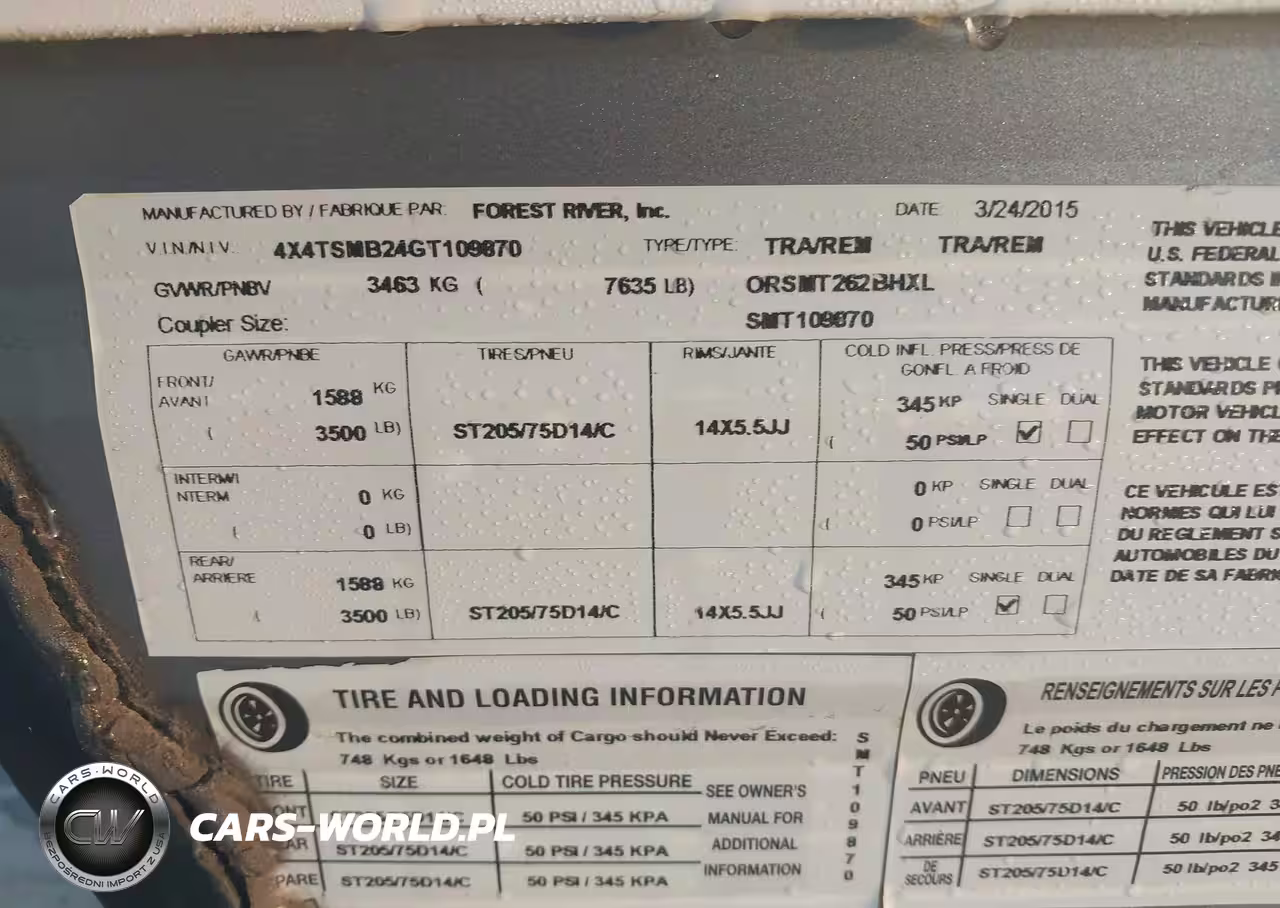 MANUFACTURED BY / FABRIQUE PAR: FOREST RIVER, Inc. DATE 3/24/2015
V.I.N./N.I.V.: 4X4TSMB24GT109870 TYPE/TYPE: TRA/REM TRA/REM
GVWR/PNBV 3463 KG ( 7635 LB) ORSMT262BHXL
Coupler Size: SMT109870
GAWR/PNBE TIRES/PNEU RIMS/JANTE COLD INFL. PRESS/PRESS DE
GONFL. A FROID
FRONT/
AVANT 1588 KG 345 KP SINGLE DUAL
( 3500 LB) ST205/75D14/C 14X5.5JJ ( 50 PSI/LP
INTERM/
INTERM 0 KG 0 KP SINGLE DUAL
( 0 LB) ( 0 PSI/LP
REAR/
ARRIERE 1588 KG 345 KP SINGLE DUAL
( 3500 LB) ST205/75D14/C 14X5.5JJ ( 50 PSI/LP
THIS VEHICLE
U.S. FEDERAL
STANDARDS
MANUFACTUR
THIS VEHICLE
STANDARDS
MOTOR VEHICL
EFFECT ON THE
CE VEHICULE ES
NORMES QUI LUI
DU REGLEMENT S
AUTOMOBILES DU
DATE DE SA FABRI
TIRE AND LOADING INFORMATION
The combined weight of Cargo should Never Exceed:
748 Kgs or 1648 Lbs
TIRE SIZE COLD TIRE PRESSURE SEE OWNER'S
50 PSI / 345 KPA MANUAL FOR
ST205/75D14/C 50 PSI / 345 KPA ADDITIONAL
PARE ST205/75D14/C 50 PSI / 345 KPA INFORMATION
SMT109870
RENSEIGNEMENTS SUR LES
Le poids du chargement ne
748 Kgs or 1648 Lbs
PNEU DIMENSIONS PRESSION DES PNE
AVANT ST205/75D14/C 50 lb/po2 3
ARRIÈRE ST205/75D14/C 50 lb/po2 34
DE SECOURS ST205/75D14/C 50 lb/po2 345
CARS-WORLD
CW
BEZPOŚREDNI IMPORT Z USA
CARS-WORLD.PL